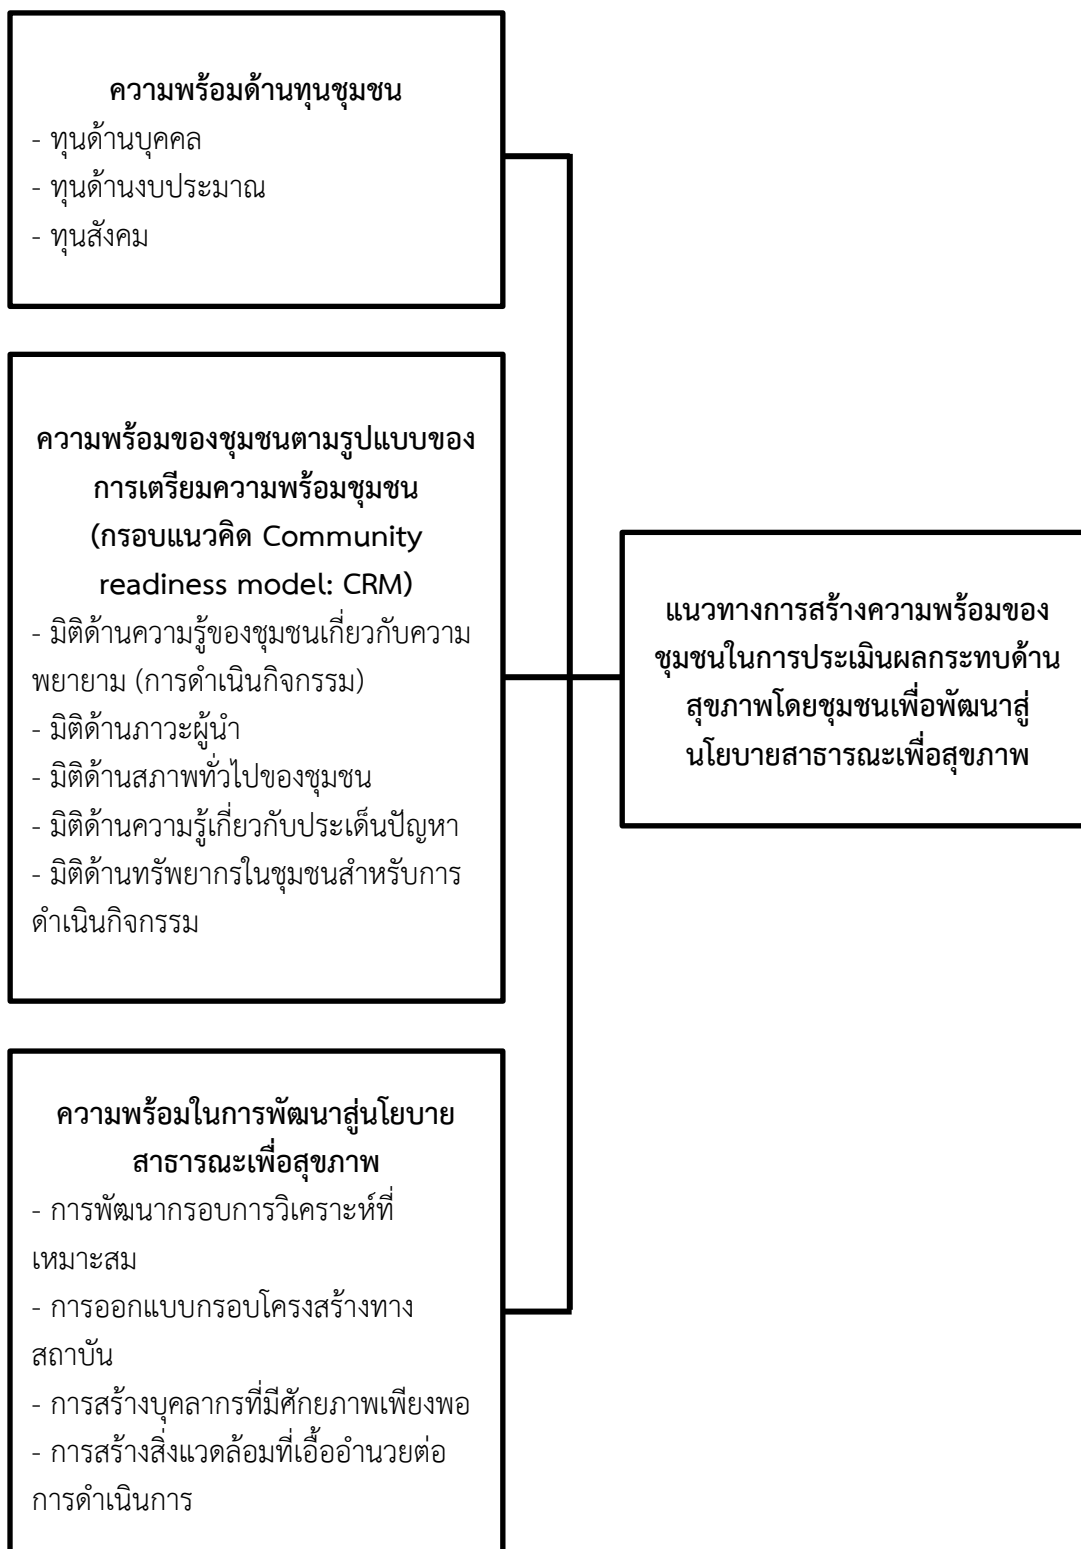 ความพร้อมด้านทุนชุมชน
- ทุนด้านบุคคล
- ทุนด้านงบประมาณ
- ทุนสังคม
ความพร้อมของชุมชนตามรูปแบบของ
การเตรียมความพร้อมชุมชน
(กรอบแนวคิด Community
readiness model: CRM)
- มิติด้านความรู้ของชุมชนเกี่ยวกับความ
พยายาม (การดำเนินกิจกรรม)
- มิติด้านภาวะผู้นำ
- มิติด้านสภาพทั่วไปของชุมชน
- มิติด้านความรู้เกี่ยวกับประเด็นปัญหา
- มิติด้านทรัพยากรในชุมชนสำหรับการ
ดำเนินกิจกรรม
ความพร้อมในการพัฒนาสู่นโยบาย
สาธารณะเพื่อสุขภาพ
- การพัฒนากรอบการวิเคราะห์ที่
เหมาะสม
- การออกแบบกรอบโครงสร้างทาง
สถาบัน
- การสร้างบุคลากรที่มีศักยภาพเพียงพอ
- การสร้างสิ่งแวดล้อมที่เอื้ออำนวยต่อ
การดำเนินการ
แนวทางการสร้างความพร้อมของ
ชุมชนในการประเมินผลกระทบด้าน
สุขภาพโดยชุมชนเพื่อพัฒนาสู่
นโยบายสาธารณะเพื่อสุขภาพ